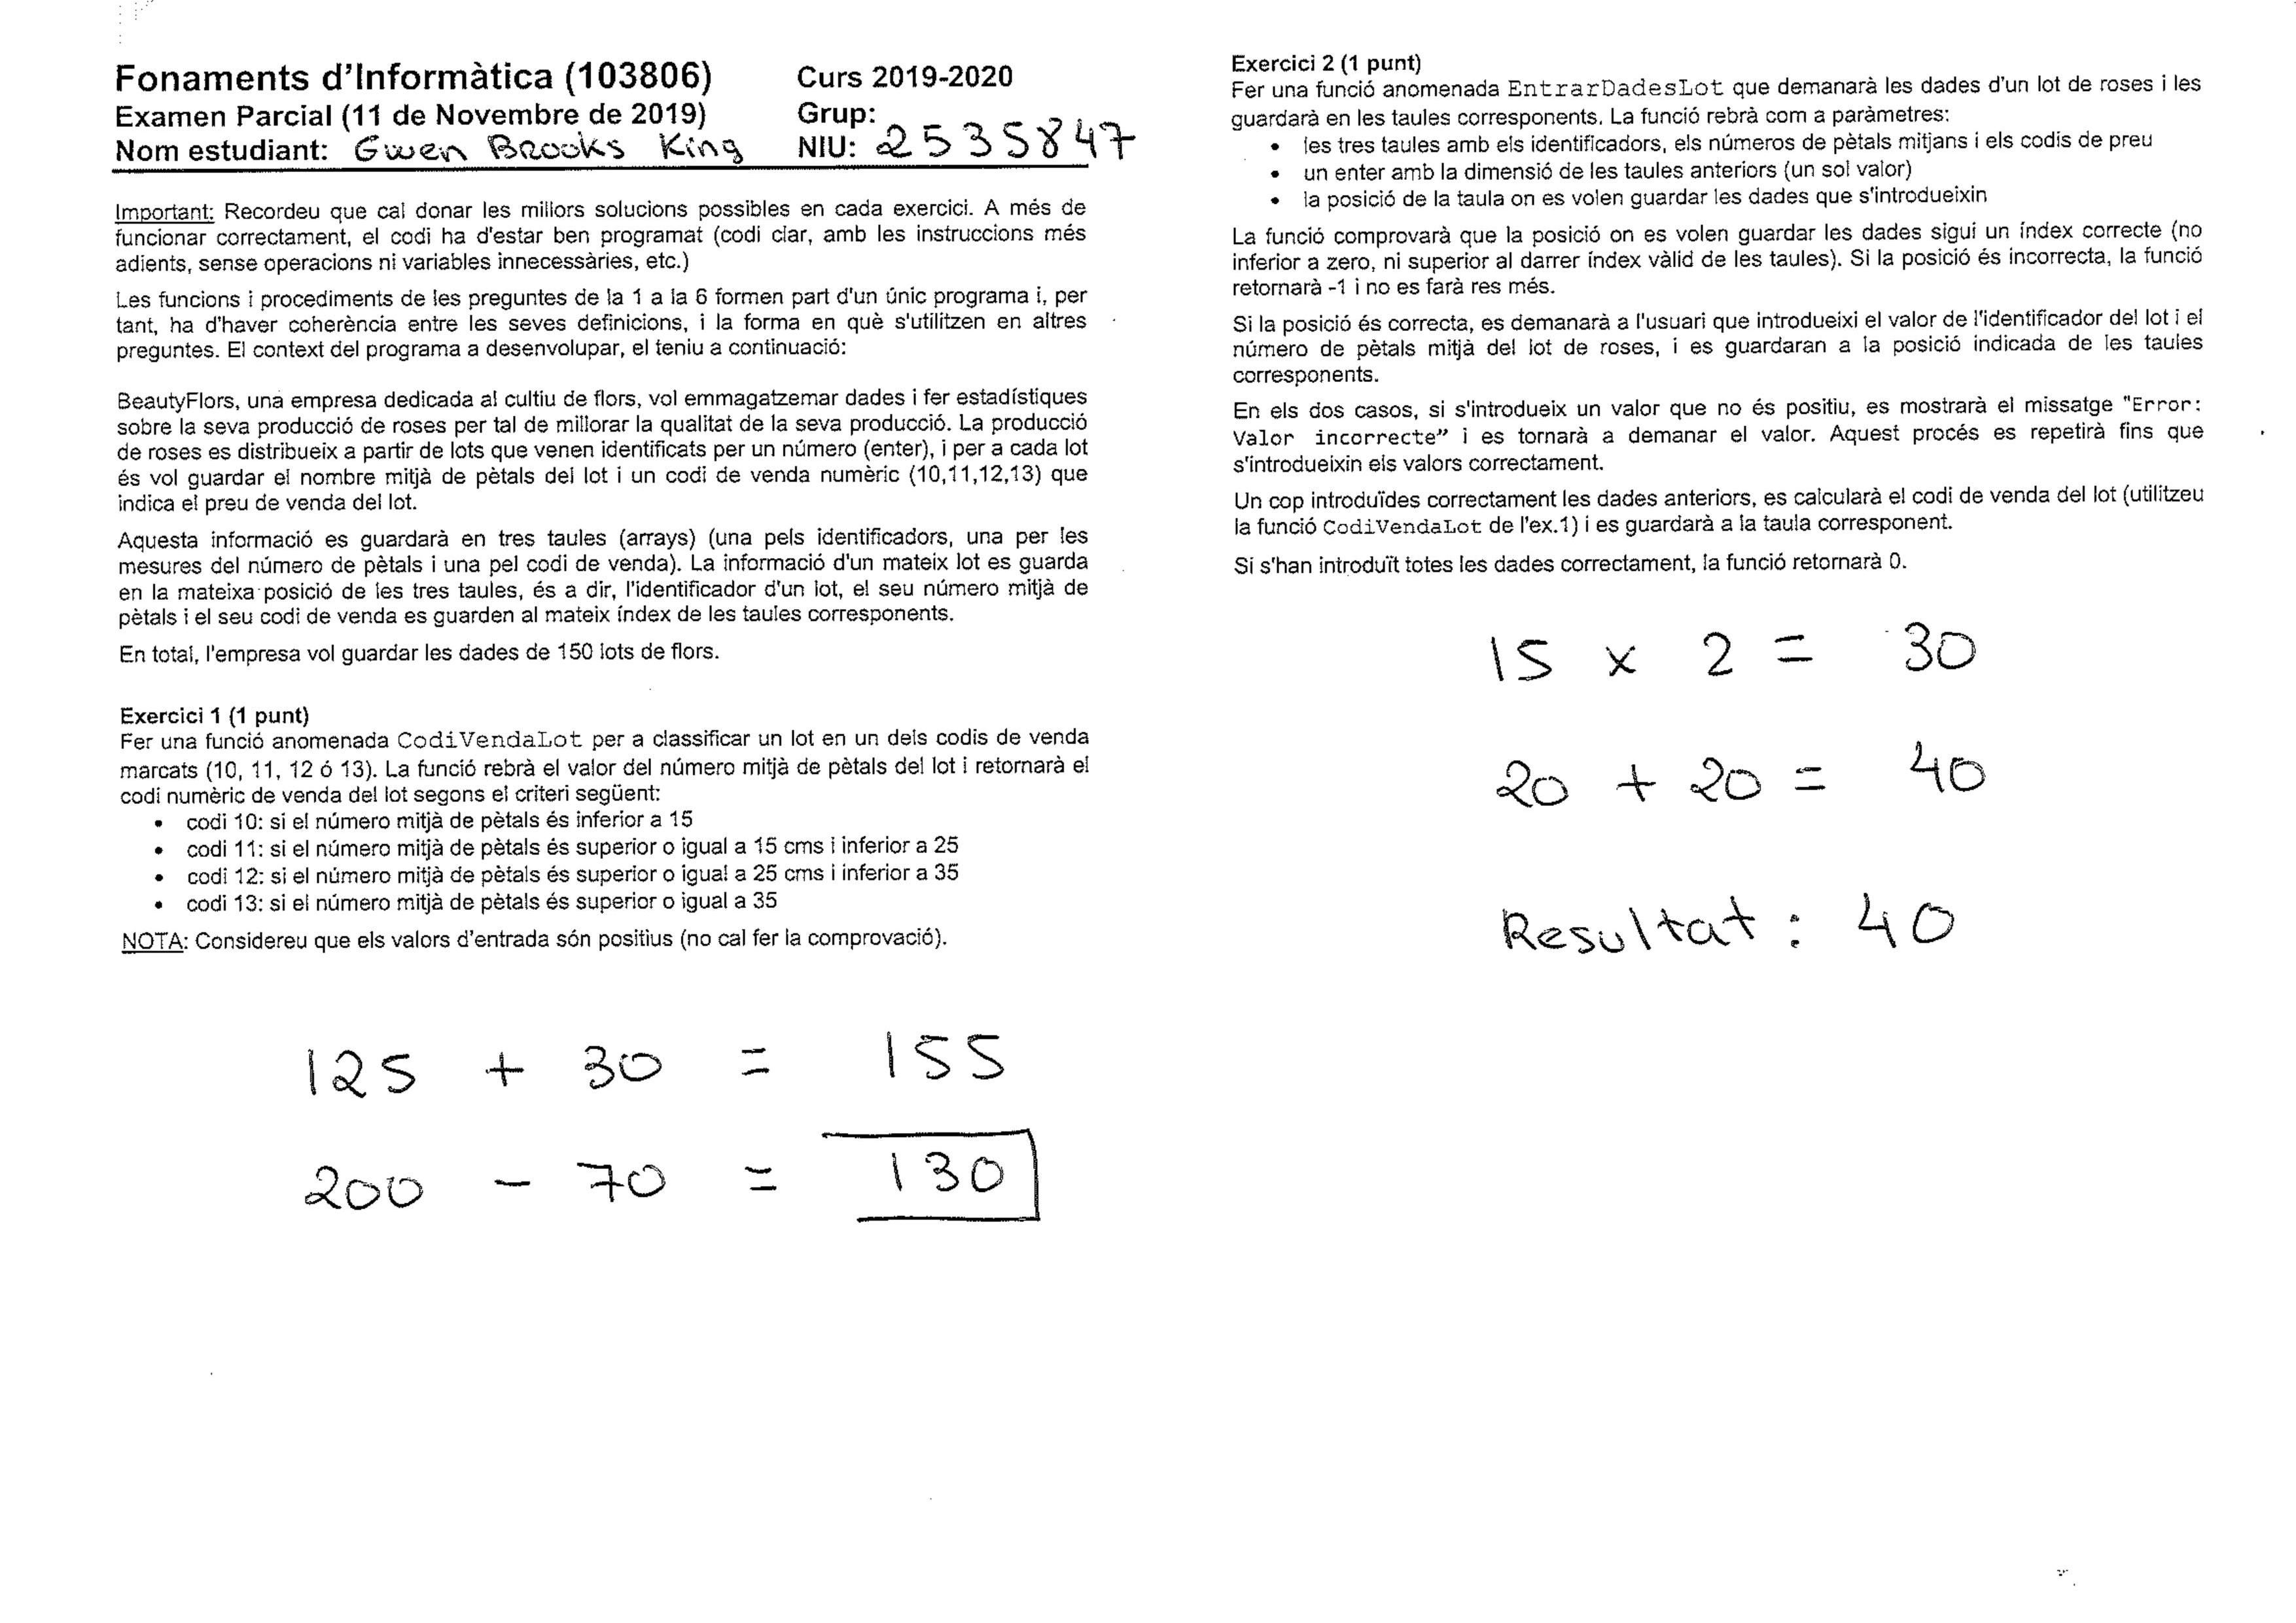 Fonaments d'Informàtica (103806)
Curs 2019-2020
Examen Parcial (11 de Novembre de 2019)
Grup:
Nom estudiant: Gwen Brooks King
NIU: 2535847
Important: Recordeu que cal donar les millors solucions possibles en cada exercici. A més de
funcionar correctament, el codi ha d'estar ben programat (codi clar, amb les instruccions més
adients, sense operacions ni variables innecessàries, etc.)
Les funcions i procediments de les preguntes de la 1 a la 6 formen part d'un únic programa i, per
tant, ha d'haver coherència entre les seves definicions, i la forma en què s'utilitzen en altres
preguntes. El context del programa a desenvolupar, el teniu a continuació:
BeautyFlors, una empresa dedicada al cultiu de flors, vol emmagatzemar dades i fer estadístiques
sobre la seva producció de roses per tal de millorar la qualitat de la seva producció. La producció
de roses es distribueix a partir de lots que venen identificats per un número (enter), i per a cada lot
és vol guardar el nombre mitjà de pètals del lot i un codi de venda numèric (10,11,12,13) que
indica el preu de venda del lot.
Aquesta informació es guardarà en tres taules (arrays) (una pels identificadors, una per les
mesures del número de pètals i una pel codi de venda). La informació d'un mateix lot es guarda
en la mateixa posició de les tres taules, és a dir, l'identificador d'un lot, el seu número mitjà de
pètals i el seu codi de venda es guarden al mateix índex de les taules corresponents.
En total, l'empresa vol guardar les dades de 150 lots de flors.
Exercici 1 (1 punt)
Fer una funció anomenada CodiVendaLot per a classificar un lot en un dels codis de venda
marcats (10, 11, 12 ó 13). La funció rebrà el valor del número mitjà de pètals del lot i retornarà el
codi numèric de venda del lot segons el criteri següent:
• codi 10: si el número mitjà de pètals és inferior a 15
• codi 11: si el número mitjà de pètals és superior o igual a 15 cms i inferior a 25
• codi 12: si el número mitjà de pètals és superior o igual a 25 cms i inferior a 35
• codi 13: si el número mitjà de pètals és superior o igual a 35
NOTA: Considereu que els valors d'entrada són positius (no cal fer la comprovació).
125 + 30 = 155
200 - 70 = 130
Exercici 2 (1 punt)
Fer una funció anomenada EntrarDadesLot que demanarà les dades d'un lot de roses i les
guardarà en les taules corresponents. La funció rebrà com a paràmetres:
• les tres taules amb els identificadors, els números de pètals mitjans i els codis de preu
• un enter amb la dimensió de les taules anteriors (un sol valor)
• la posició de la taula on es volen guardar les dades que s'introdueixin
La funció comprovarà que la posició on es volen guardar les dades sigui un índex correcte (no
inferior a zero, ni superior al darrer índex vàlid de les taules). Si la posició és incorrecta, la funció
retornarà -1 i no es farà res més.
Si la posició és correcta, es demanarà a l'usuari que introdueixi el valor de l'identificador del lot i el
número de pètals mitjà del lot de roses, i es guardaran a la posició indicada de les taules
corresponents.
En els dos casos, si s'introdueix un valor que no és positiu, es mostrarà el missatge "Error:
Valor incorrecte" i es tornarà a demanar el valor. Aquest procés es repetirà fins que
s'introdueixin els valors correctament.
Un cop introduïdes correctament les dades anteriors, es calcularà el codi de venda del lot (utilitzeu
la funció CodiVendaLot de l'ex.1) i es guardarà a la taula corresponent.
Si s'han introduït totes les dades correctament, la funció retornarà 0.
15 x 2 = 30
20 + 20 = 40
Resultat : 40